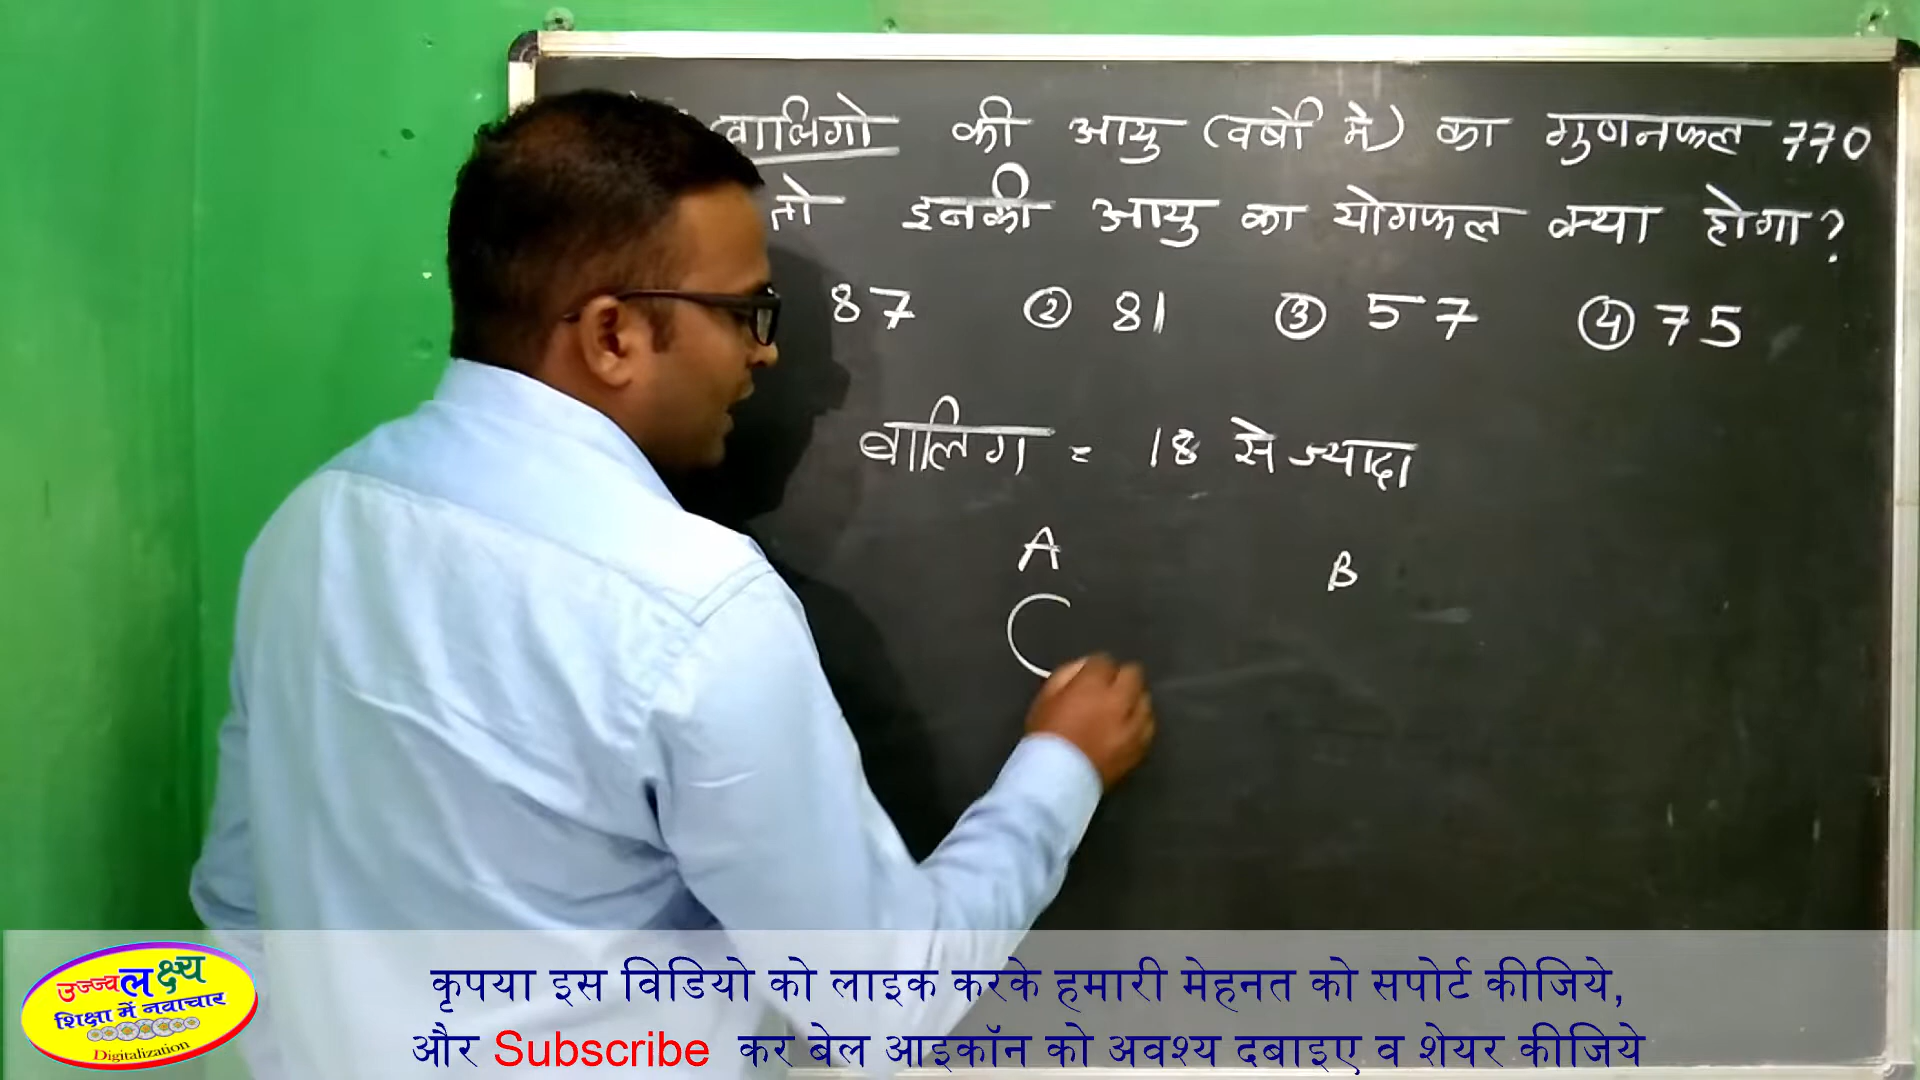 वालिगो की आयु (वर्षो मे) का गुणनफल 770
तो इनकी आयु का योगफल क्या होगा?
87 ② 81 ③ 57 ④ 75
बालिग = 18 से ज्यादा
A B
उज्ज्वलक्ष्य
शिक्षा में नवाचार
Digitalization
कृपया इस विडियो को लाइक करके हमारी मेहनत को सपोर्ट कीजिये,
और Subscribe कर बेल आइकॉन को अवश्य दबाइए व शेयर कीजिये